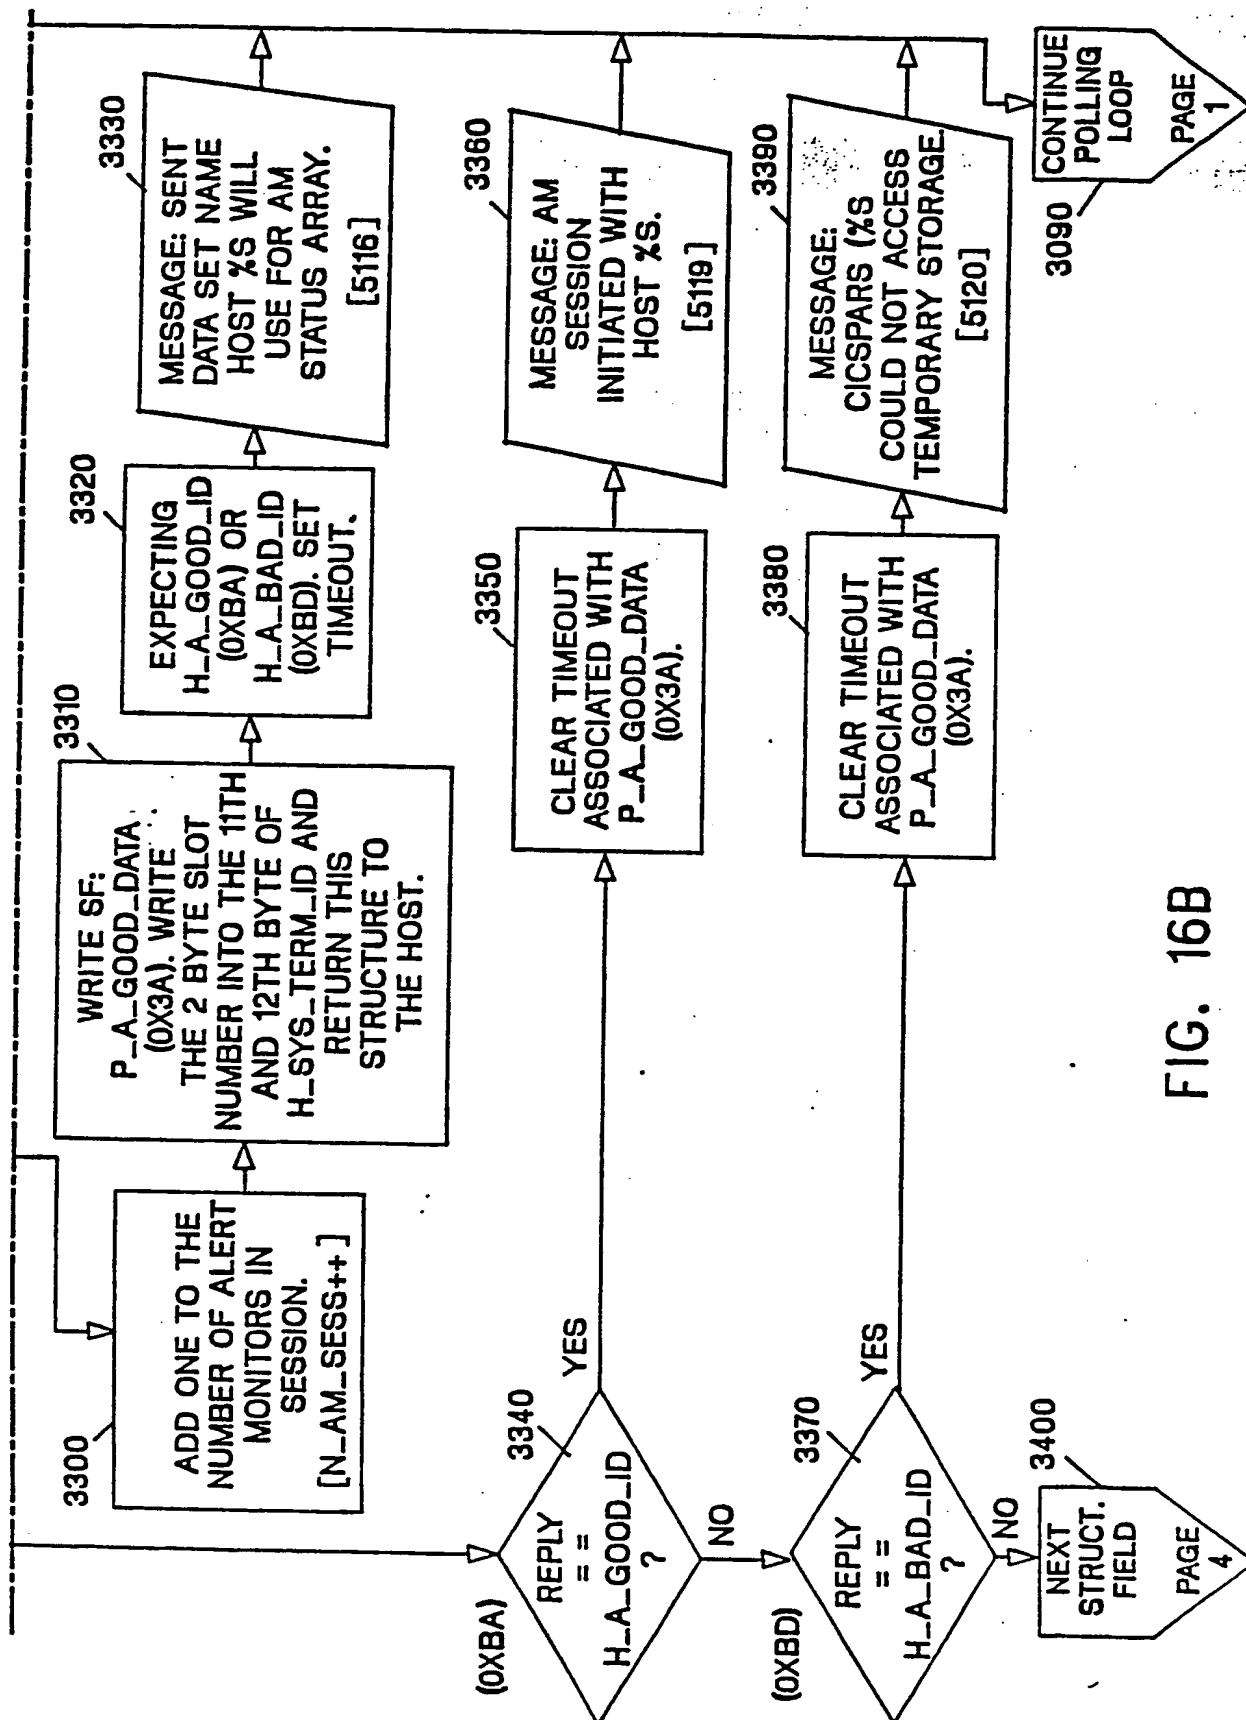 3300
ADD ONE TO THE
NUMBER OF ALERT
MONITORS IN
SESSION.
[N_AM_SESS++]
3310
WRITE SF:
P_A_GOOD_DATA
(0X3A). WRITE
THE 2 BYTE SLOT
NUMBER INTO THE 11TH
AND 12TH BYTE OF
H_SYS_TERM_ID AND
RETURN THIS
STRUCTURE TO
THE HOST.
3320
EXPECTING
H_A_GOOD_ID
(0XBA) OR
H_A_BAD_ID
(0XBD). SET
TIMEOUT.
3330
MESSAGE: SENT
DATA SET NAME
HOST %S WILL
USE FOR AM
STATUS ARRAY.
[5116]
(0XBA)
3340
REPLY
= =
H_A_GOOD_ID
?
YES
NO
3350
CLEAR TIMEOUT
ASSOCIATED WITH
P_A_GOOD_DATA
(0X3A).
3360
MESSAGE: AM
SESSION
INITIATED WITH
HOST %S.
[5119]
(0XBD)
3370
REPLY
= =
H_A_BAD_ID
?
YES
NO
3380
CLEAR TIMEOUT
ASSOCIATED WITH
P_A_GOOD_DATA
(0X3A).
3390
MESSAGE:
CICSPARS (%S
COULD NOT ACCESS
TEMPORARY STORAGE.
[5120]
3400
NEXT
STRUCT.
FIELD
PAGE
4
3090
CONTINUE
POLLING
LOOP
PAGE
1
FIG. 16B